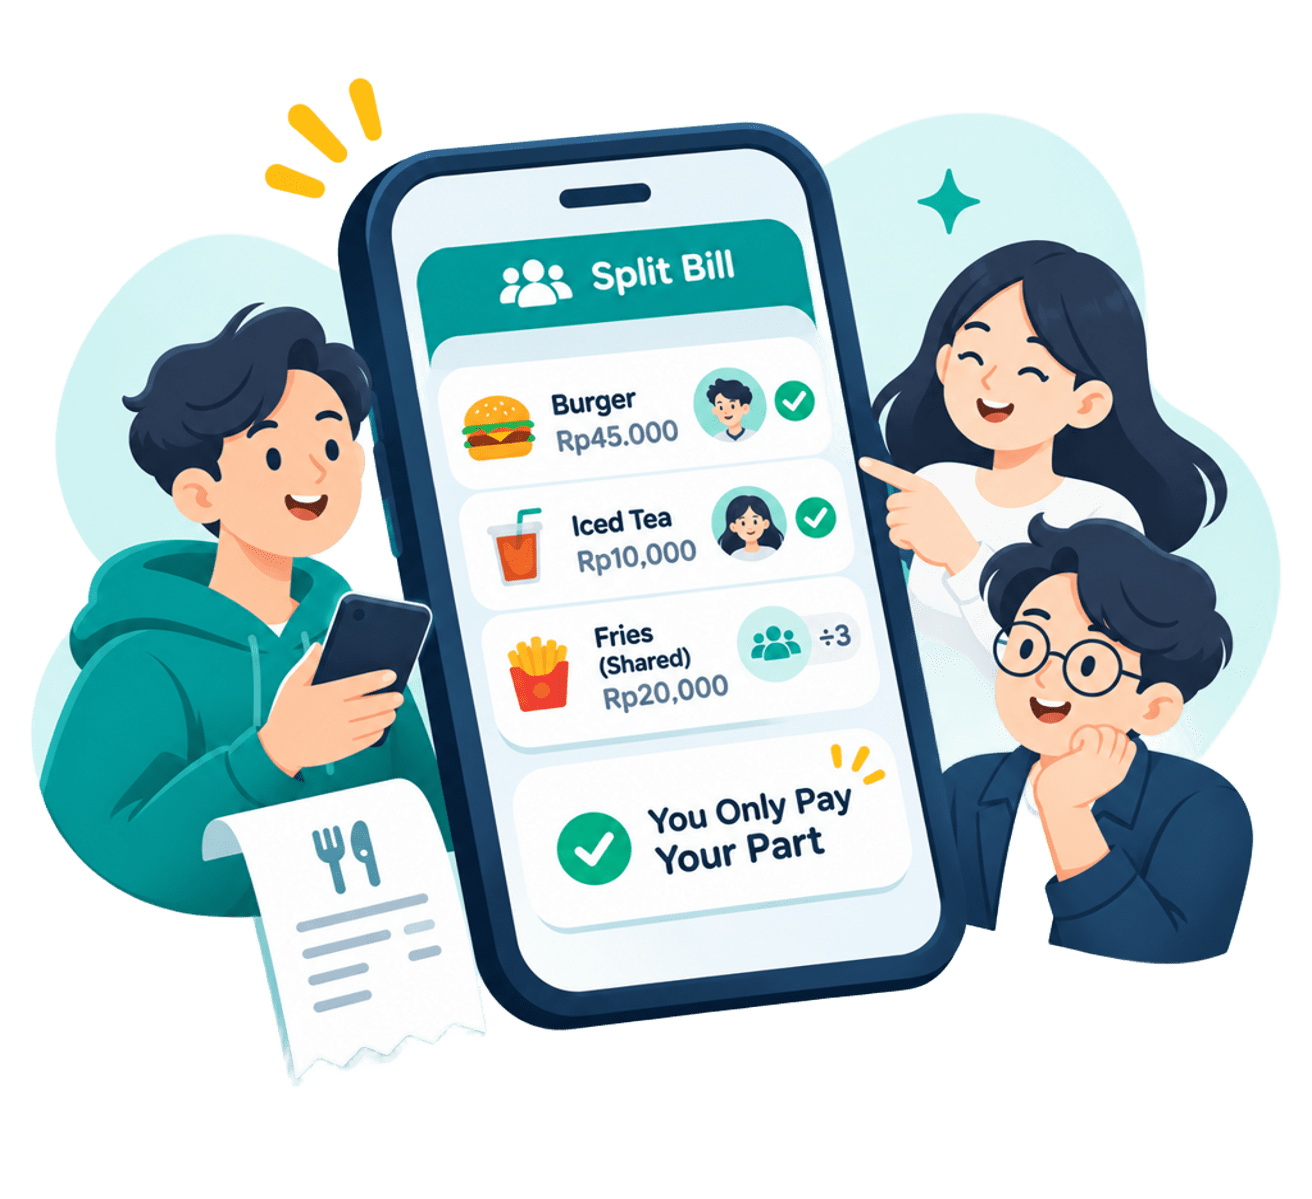 Split Bill
Burger
Rp45.000
Iced Tea
Rp10,000
Fries
(Shared)
Rp20,000
÷3
You Only Pay
Your Part